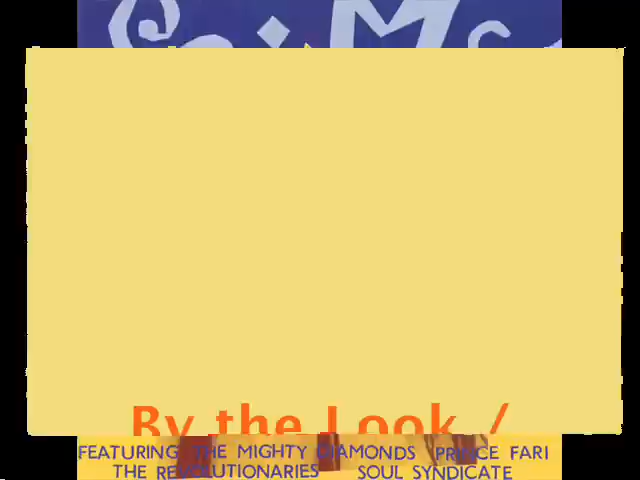 By the Look /
FEATURING THE MIGHTY DIAMONDS PRINCE FARI
THE REVOLUTIONARIES SOUL SYNDICATE